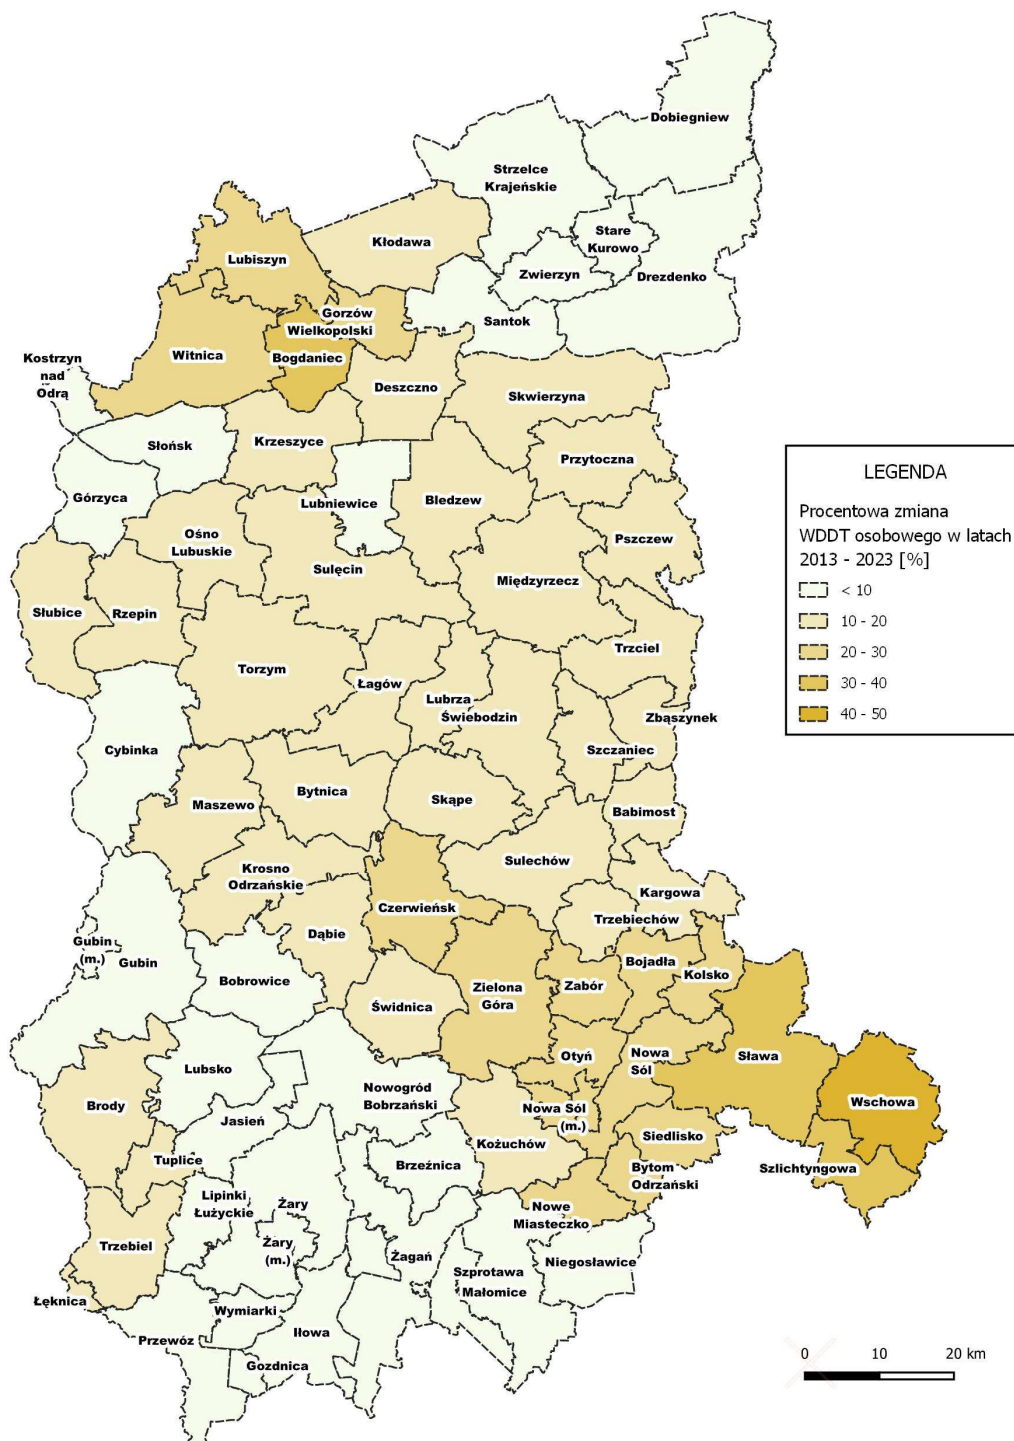 Dobiegniew
Strzelce
Krajeńskie
Stare
Kurowo
Kłodawa
Lubiszyn
Zwierzyn
Drezdenko
Gorzów
Wielkopolski
Santok
Witnica
Bogdaniec
Kostrzyn
nad
Odrą
Deszczno
Skwierzyna
Słońsk
Krzeszyce
Przytoczna
Górzyca
Lubniewice
Bledzew
Ośno
Lubuskie
Pszczew
Sulęcin
Międzyrzecz
Słubice
Rzepin
Trzciel
Torzym
Łagów
Lubrza
Świebodzin
Zbąszynek
Cybinka
Szczaniec
Bytnica
Skąpe
Maszewo
Babimost
Sulechów
Krosno
Odrzańskie
Kargowa
Czerwieńsk
Trzebiechów
Dąbie
Gubin
(m.)
Gubin
Bobrowice
Bojadła
Kolsko
Zielona
Góra
Zabór
Świdnica
Otyń
Nowa
Sól
Sława
Lubsko
Nowogród
Bobrzański
Wschowa
Brody
Jasień
Nowa Sól
(m.)
Kożuchów
Siedlisko
Tuplice
Brzeźnica
Bytom
Odrzański
Szlichtyngowa
Lipinki
Łużyckie
Żary
Nowe
Miasteczko
Trzebiel
Żary
(m.)
Żagań
Niegosławice
Szprotawa
Małomice
Łęknica
Wymiarki
Przewóz
Iłowa
Gozdnica
LEGENDA
Procentowa zmiana
WDDT osobowego w latach
2013 - 2023 [%]
< 10
10 - 20
20 - 30
30 - 40
40 - 50
0 10 20 km